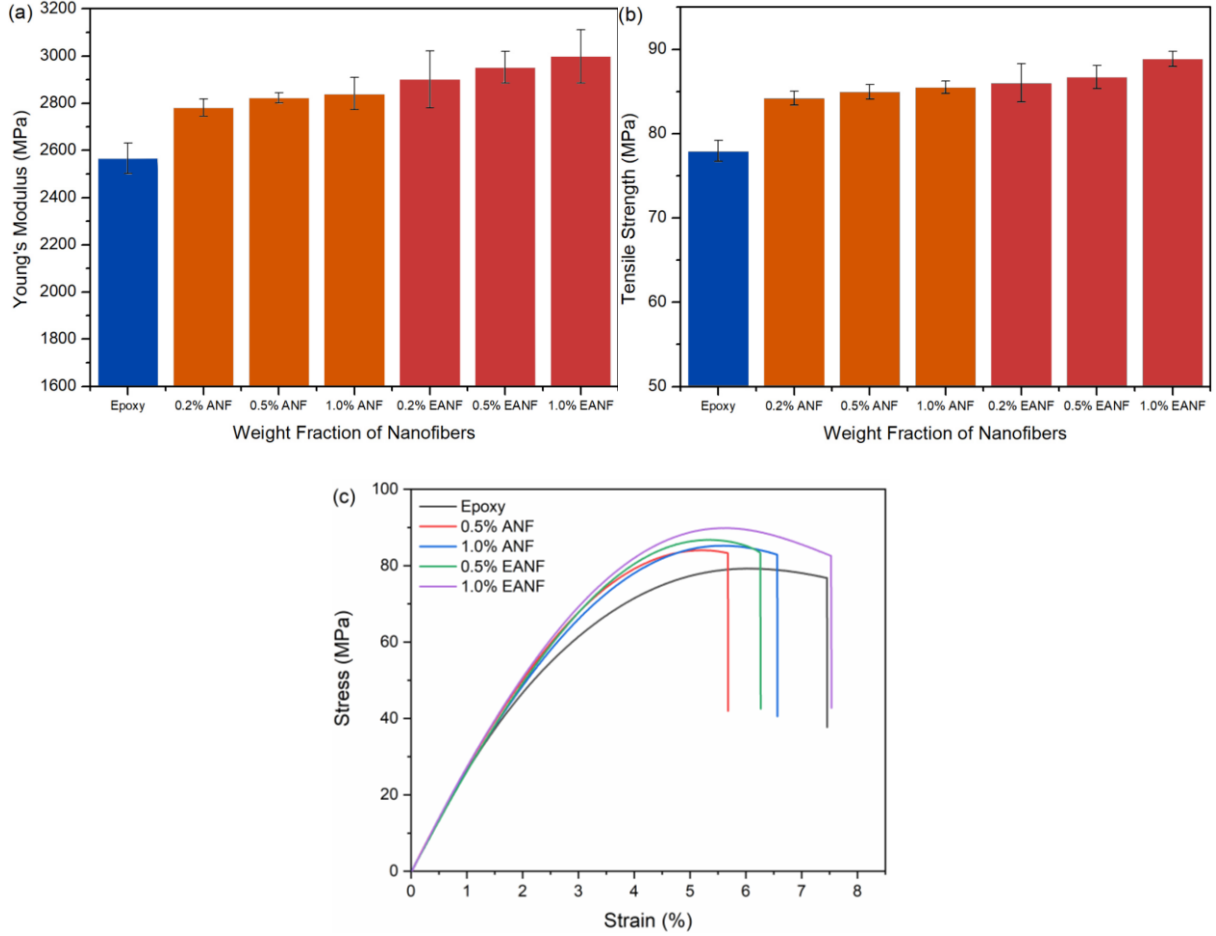 (a)
3200
3000
2800
2600
2400
2200
2000
1800
1600
Young's Modulus (MPa)
Epoxy 0.2% ANF 0.5% ANF 1.0% ANF 0.2% EANF 0.5% EANF 1.0% EANF
Weight Fraction of Nanofibers
(b)
90
80
70
60
50
Tensile Strength (MPa)
Epoxy 0.2% ANF 0.5% ANF 1.0% ANF 0.2% EANF 0.5% EANF 1.0% EANF
Weight Fraction of Nanofibers
(c)
100
80
60
40
20
0
Stress (MPa)
Epoxy
0.5% ANF
1.0% ANF
0.5% EANF
1.0% EANF
0 1 2 3 4 5 6 7 8
Strain (%)